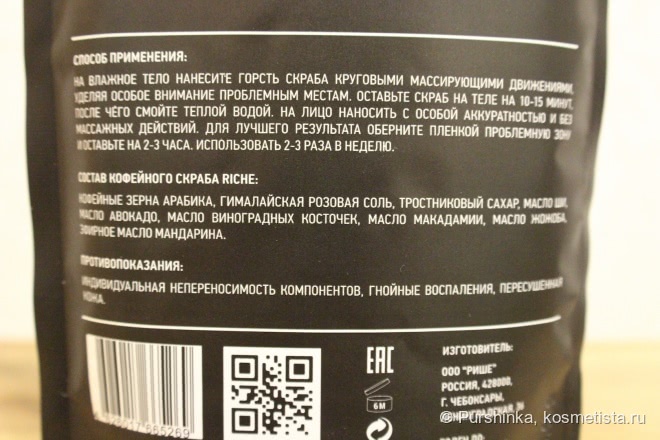 СПОСОБ ПРИМЕНЕНИЯ:
НА ВЛАЖНОЕ ТЕЛО НАНЕСИТЕ ГОРСТЬ СКРАБА КРУГОВЫМИ МАССИРУЮЩИМИ ДВИЖЕНИЯМИ,
УДЕЛЯЯ ОСОБОЕ ВНИМАНИЕ ПРОБЛЕМНЫМ МЕСТАМ. ОСТАВЬТЕ СКРАБ НА ТЕЛЕ НА 10-15 МИНУТ,
ПОСЛЕ ЧЕГО СМОЙТЕ ТЕПЛОЙ ВОДОЙ. НА ЛИЦО НАНОСИТЬ С ОСОБОЙ АККУРАТНОСТЬЮ И БЕЗ
МАССАЖНЫХ ДЕЙСТВИЙ. ДЛЯ ЛУЧШЕГО РЕЗУЛЬТАТА ОБЕРНИТЕ ПЛЕНКОЙ ПРОБЛЕМНУЮ ЗОНУ
И ОСТАВЬТЕ НА 2-3 ЧАСА. ИСПОЛЬЗОВАТЬ 2-3 РАЗА В НЕДЕЛЮ.
СОСТАВ КОФЕЙНОГО СКРАБА RICHE:
КОФЕЙНЫЕ ЗЕРНА АРАБИКА, ГИМАЛАЙСКАЯ РОЗОВАЯ СОЛЬ, ТРОСТНИКОВЫЙ САХАР, МАСЛО ШИ,
МАСЛО АВОКАДО, МАСЛО ВИНОГРАДНЫХ КОСТОЧЕК, МАСЛО МАКАДАМИИ, МАСЛО ЖОЖОБА,
ЭФИРНОЕ МАСЛО МАНДАРИНА.
ПРОТИВОПОКАЗАНИЯ:
ИНДИВИДУАЛЬНАЯ НЕПЕРЕНОСИМОСТЬ КОМПОНЕНТОВ, ГНОЙНЫЕ ВОСПАЛЕНИЯ, ПЕРЕСУШЕННАЯ
КОЖА.
EAC
6M
ИЗГОТОВИТЕЛЬ:
ООО "РИШЕ"
РОССИЯ, 428000,
Г. ЧЕБОКСАРЫ,
© Purshinka, kosmetista.ru